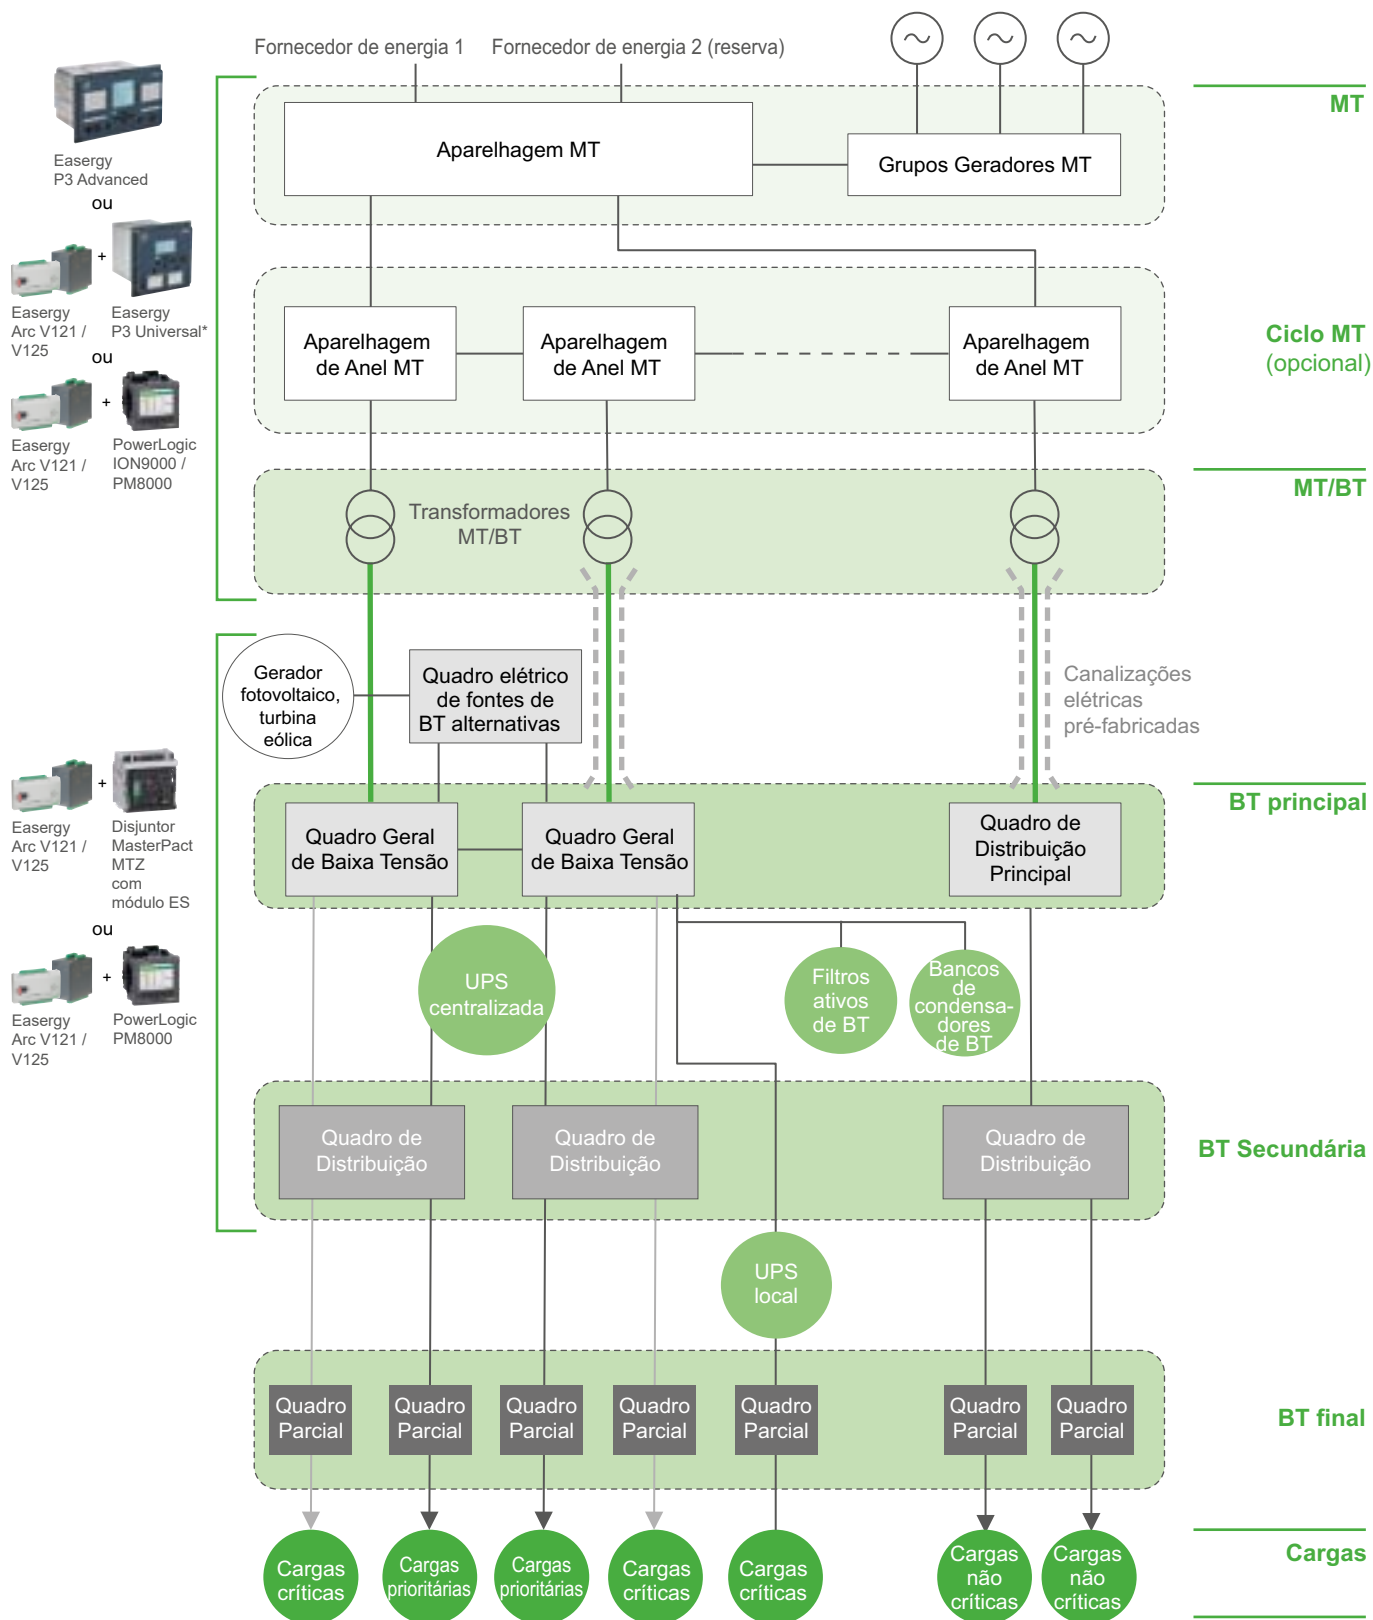 Fornecedor de energia 1
Fornecedor de energia 2 (reserva)
MT
Aparelhagem MT
Grupos Geradores MT
Easergy
P3 Advanced
ou
+
Easergy
Arc V121 /
V125
Easergy
P3 Universal*
ou
+
Easergy
Arc V121 /
V125
PowerLogic
ION9000 /
PM8000
Aparelhagem
de Anel MT
Aparelhagem
de Anel MT
Aparelhagem
de Anel MT
Ciclo MT
(opcional)
Transformadores
MT/BT
MT/BT
Gerador
fotovoltaico,
turbina
eólica
Quadro elétrico
de fontes de
BT alternativas
Canalizações
elétricas
pré-fabricadas
+
Easergy
Arc V121 /
V125
Disjuntor
MasterPact
MTZ
com
módulo ES
ou
+
Easergy
Arc V121 /
V125
PowerLogic
PM8000
Quadro Geral
de Baixa Tensão
Quadro Geral
de Baixa Tensão
Quadro de
Distribuição
Principal
BT principal
UPS
centralizada
Filtros
ativos
de BT
Bancos
de
condensa-
dores
de BT
Quadro de
Distribuição
Quadro de
Distribuição
Quadro de
Distribuição
BT Secundária
UPS
local
Quadro
Parcial
Quadro
Parcial
Quadro
Parcial
Quadro
Parcial
Quadro
Parcial
Quadro
Parcial
Quadro
Parcial
BT final
Cargas
críticas
Cargas
prioritárias
Cargas
prioritárias
Cargas
críticas
Cargas
críticas
Cargas
não
críticas
Cargas
não
críticas
Cargas